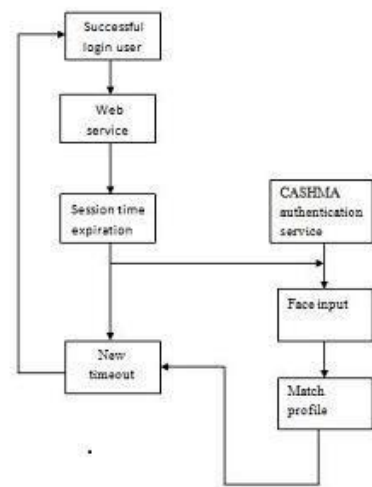 Successful
login user
Web
service
Session time
expiration
CASHMA
authentication
service
Face input
New
timeout
Match
profile